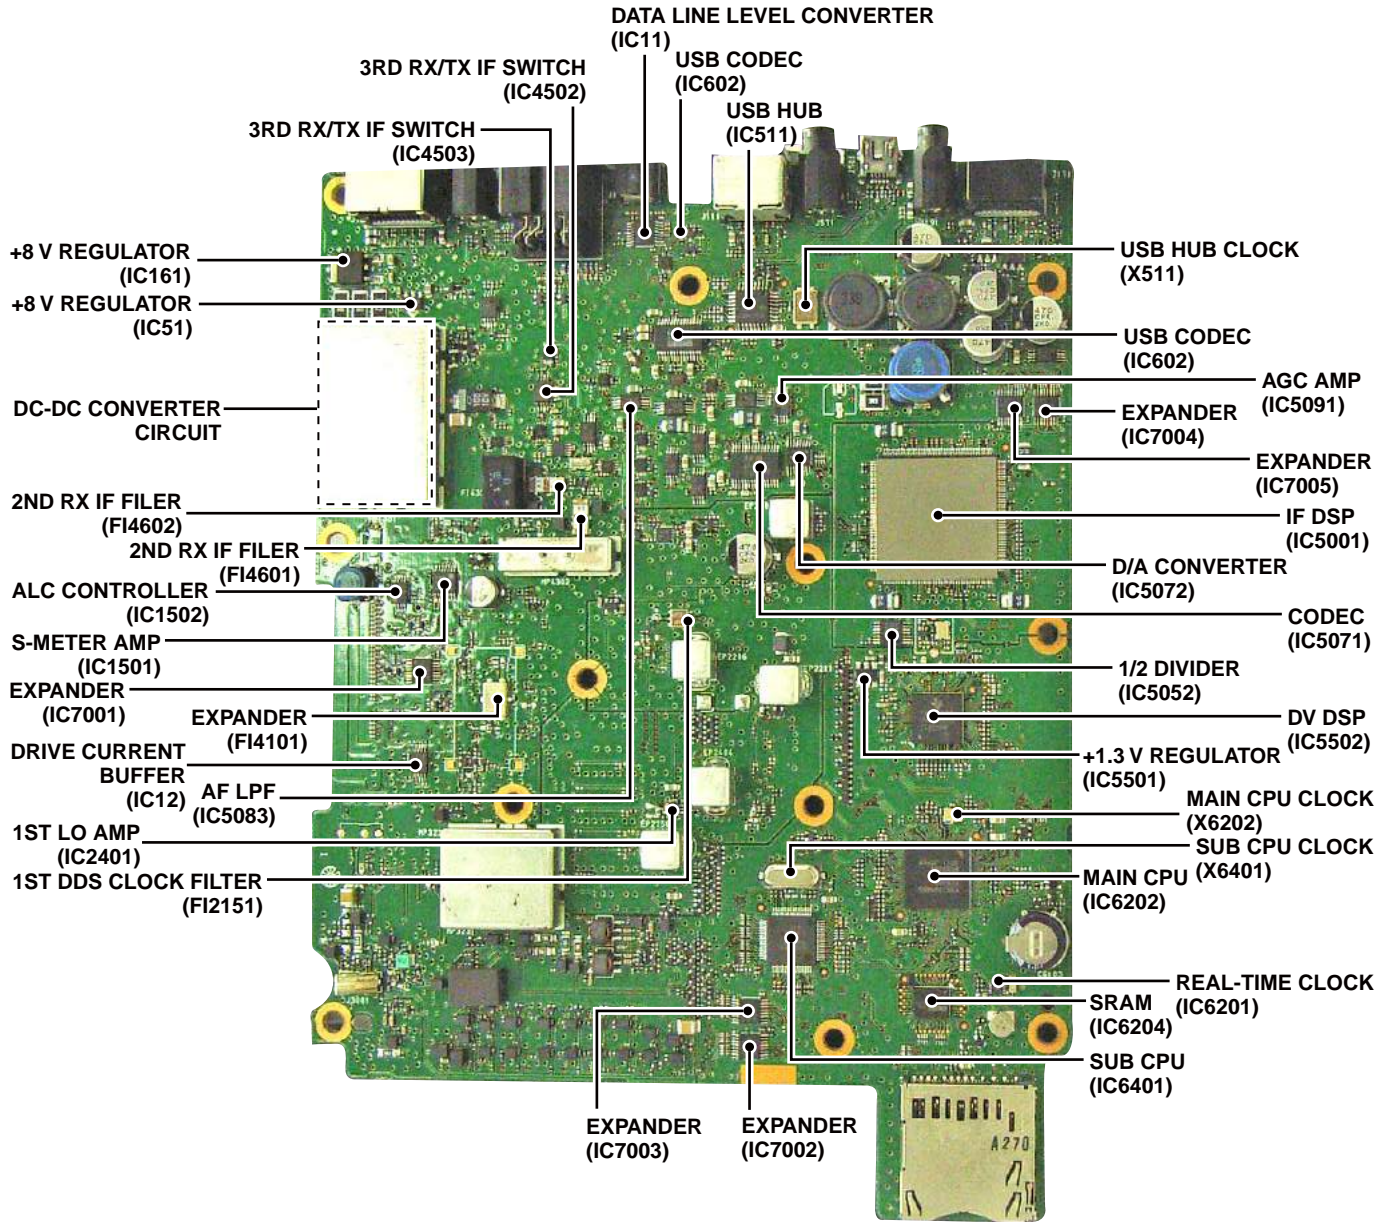 DATA LINE LEVEL CONVERTER
(IC11)
USB CODEC
(IC602)
3RD RX/TX IF SWITCH
(IC4502)
USB HUB
(IC511)
3RD RX/TX IF SWITCH
(IC4503)
+8 V REGULATOR
(IC161)
+8 V REGULATOR
(IC51)
DC-DC CONVERTER
CIRCUIT
2ND RX IF FILER
(FI4602)
2ND RX IF FILER
(FI4601)
ALC CONTROLLER
(IC1502)
S-METER AMP
(IC1501)
EXPANDER
(IC7001)
EXPANDER
(FI4101)
DRIVE CURRENT
BUFFER
(IC12)
AF LPF
(IC5083)
1ST LO AMP
(IC2401)
1ST DDS CLOCK FILTER
(FI2151)
USB HUB CLOCK
(X511)
USB CODEC
(IC602)
AGC AMP
(IC5091)
EXPANDER
(IC7004)
EXPANDER
(IC7005)
IF DSP
(IC5001)
D/A CONVERTER
(IC5072)
CODEC
(IC5071)
1/2 DIVIDER
(IC5052)
DV DSP
(IC5502)
+1.3 V REGULATOR
(IC5501)
MAIN CPU CLOCK
(X6202)
SUB CPU CLOCK
(X6401)
MAIN CPU
(IC6202)
REAL-TIME CLOCK
(IC6201)
SRAM
(IC6204)
SUB CPU
(IC6401)
EXPANDER
(IC7003)
EXPANDER
(IC7002)
A270